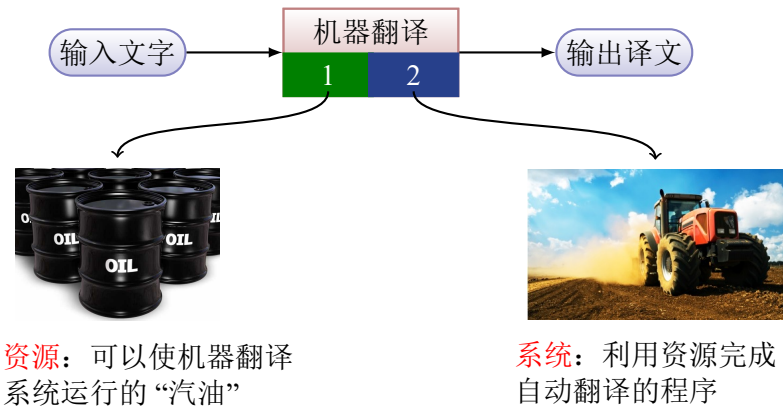 输入文字
机器翻译
输出译文
1
2
OIL
OIL
OIL
资源：可以使机器翻译
系统运行的 “汽油”
系统：利用资源完成
自动翻译的程序